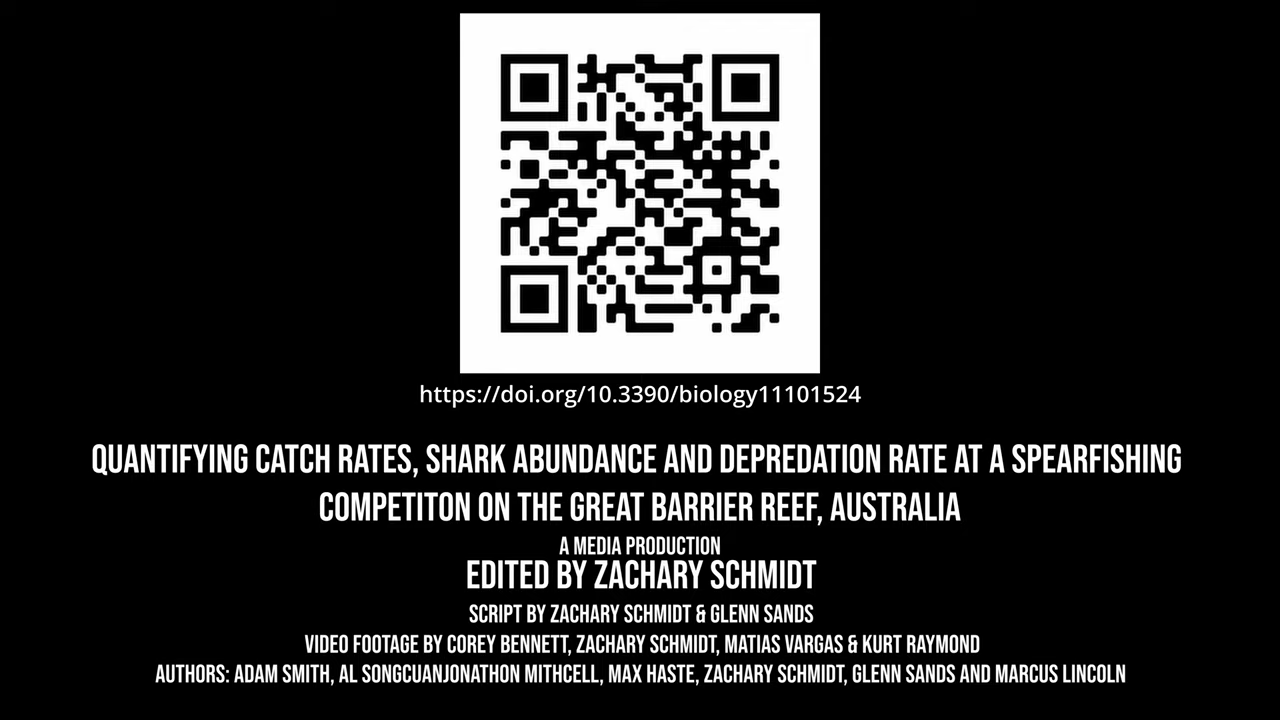 https://doi.org/10.3390/biology11101524
QUANTIFYING CATCH RATES, SHARK ABUNDANCE AND DEPREDATION RATE AT A SPEARFISHING
COMPETITON ON THE GREAT BARRIER REEF, AUSTRALIA
A MEDIA PRODUCTION
EDITED BY ZACHARY SCHMIDT
SCRIPT BY ZACHARY SCHMIDT & GLENN SANDS
VIDEO FOOTAGE BY COREY BENNETT, ZACHARY SCHMIDT, MATIAS VARGAS & KURT RAYMOND
AUTHORS: ADAM SMITH, AL SONGCUANJONATHON MITHCELL, MAX HASTE, ZACHARY SCHMIDT, GLENN SANDS AND MARCUS LINCOLN